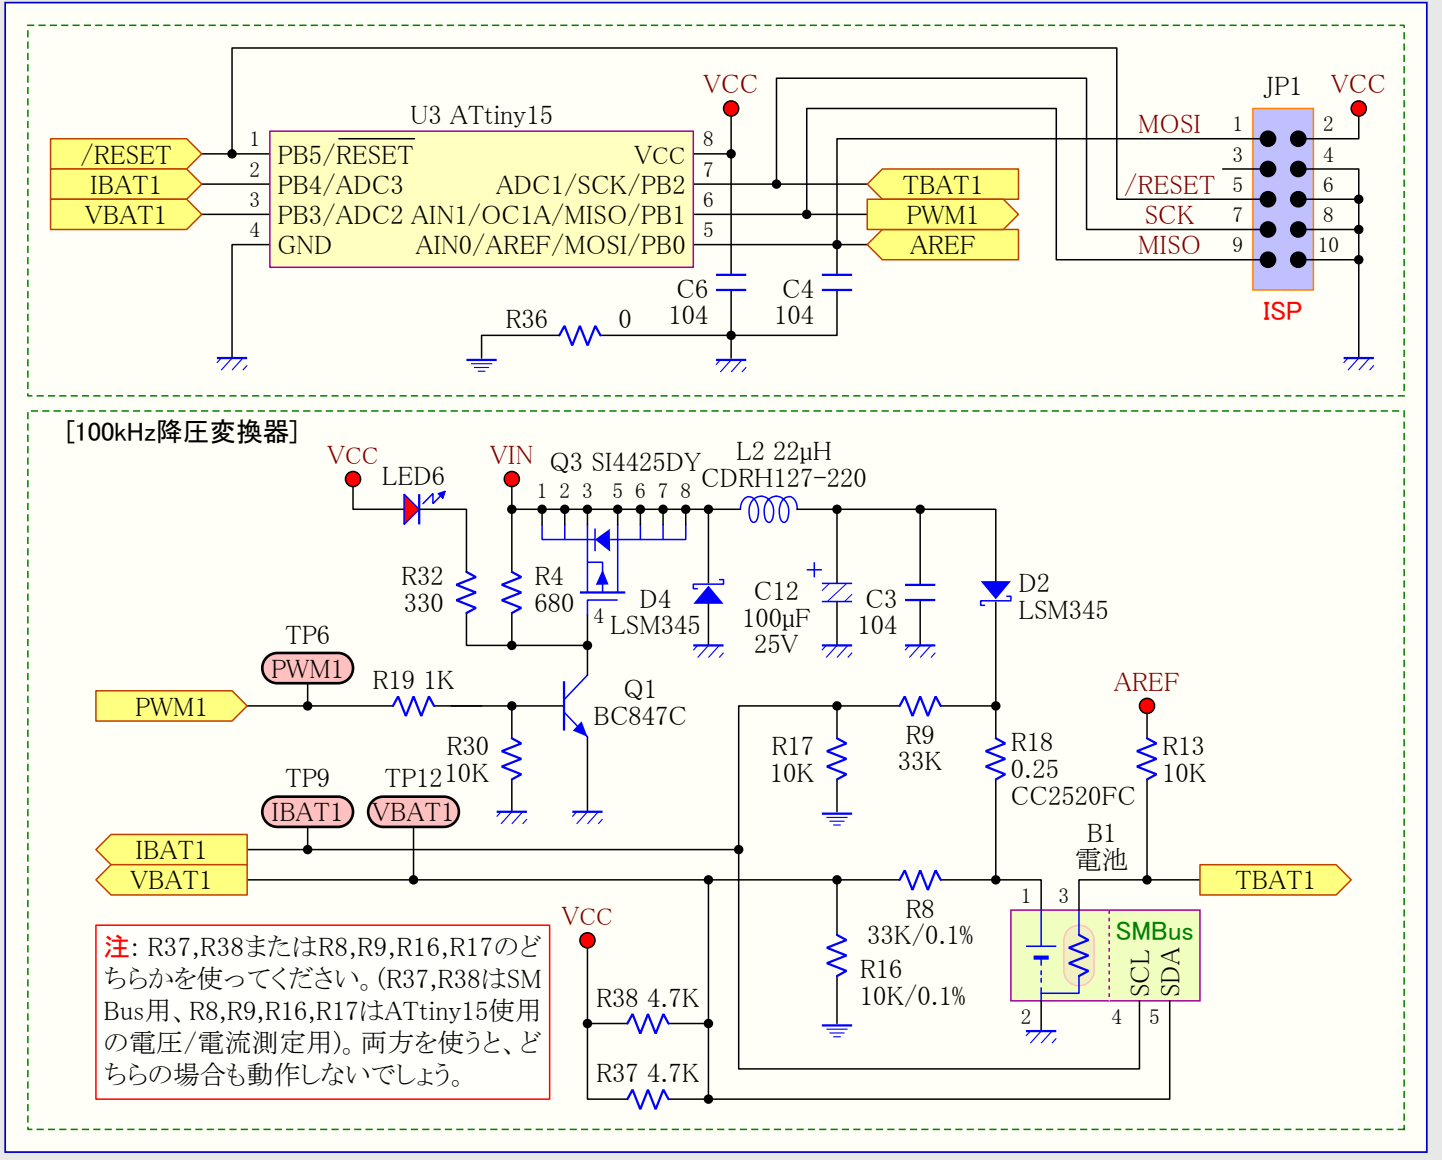 U3 ATtiny15
VCC
JP1
VCC
/RESET
IBAT1
VBAT1
1
2
3
4
PB5/RESET
PB4/ADC3
PB3/ADC2
GND
VCC
ADC1/SCK/PB2
AIN1/OC1A/MISO/PB1
AIN0/AREF/MOSI/PB0
8
7
6
5
TBAT1
PWM1
AREF
MOSI
/RESET
SCK
MISO
1
3
5
7
9
2
4
6
8
10
ISP
C6
104
C4
104
R36
0
[100kHz降圧変換器]
VCC
LED6
VIN
Q3 SI4425DY
1 2 3 5 6 7 8
4
L2 22µH
CDRH127-220
R32
330
R4
680
D4
LSM345
C12
100µF
25V
+
C3
104
D2
LSM345
TP6
PWM1
PWM1
R19 1K
Q1
BC847C
R30
10K
TP9
IBAT1
TP12
VBAT1
IBAT1
VBAT1
R17
10K
R9
33K
R18
0.25
CC2520FC
AREF
R13
10K
B1
電池
TBAT1
1
3
SMBus
SCL
SDA
2
4
5
R8
33K/0.1%
R16
10K/0.1%
VCC
R38 4.7K
R37 4.7K
注: R37,R38またはR8,R9,R16,R17のど
ちらかを使ってください。(R37,R38はSM
Bus用、R8,R9,R16,R17はATtiny15使用
の電圧/電流測定用)。両方を使うと、ど
ちらの場合も動作しないでしょう。